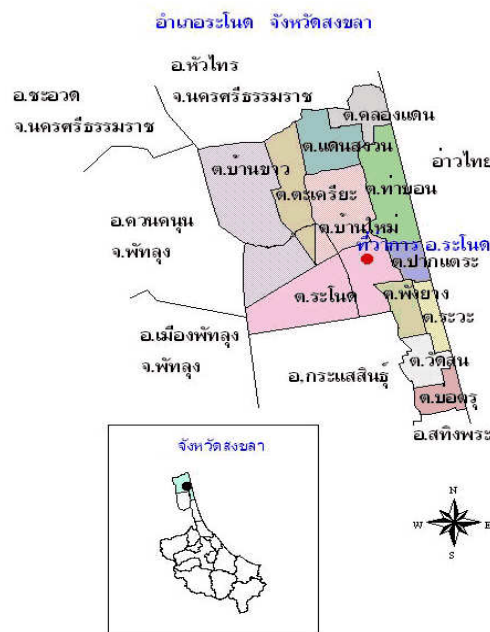 อำเภอระโนด จังหวัดสงขลา
อ.หัวไทร
จ.นครศรีธรรมราช
อ.ชะอวด
จ.นครศรีธรรมราช
ต.คลองแดน
ต.แดนสงวน
อ่าวไทย
ต.บ้านขาว
ต.ตะเครียะ
ต.ท่าบอน
อ.ควนคนุน
จ.พัทลุง
ต.บ้านใหม่
ที่ว่าการ อ.ระโนด
ต.ปากแตระ
ต.ระโนด
ต.พังยาง
ต.ระวะ
อ.เมืองพัทลุง
จ.พัทลุง
ต.วัดสน
อ.กระแสสินธุ์
ต.บ่อตรุ
อ.สทิงพระ
จังหวัดสงขลา
N
W E
S